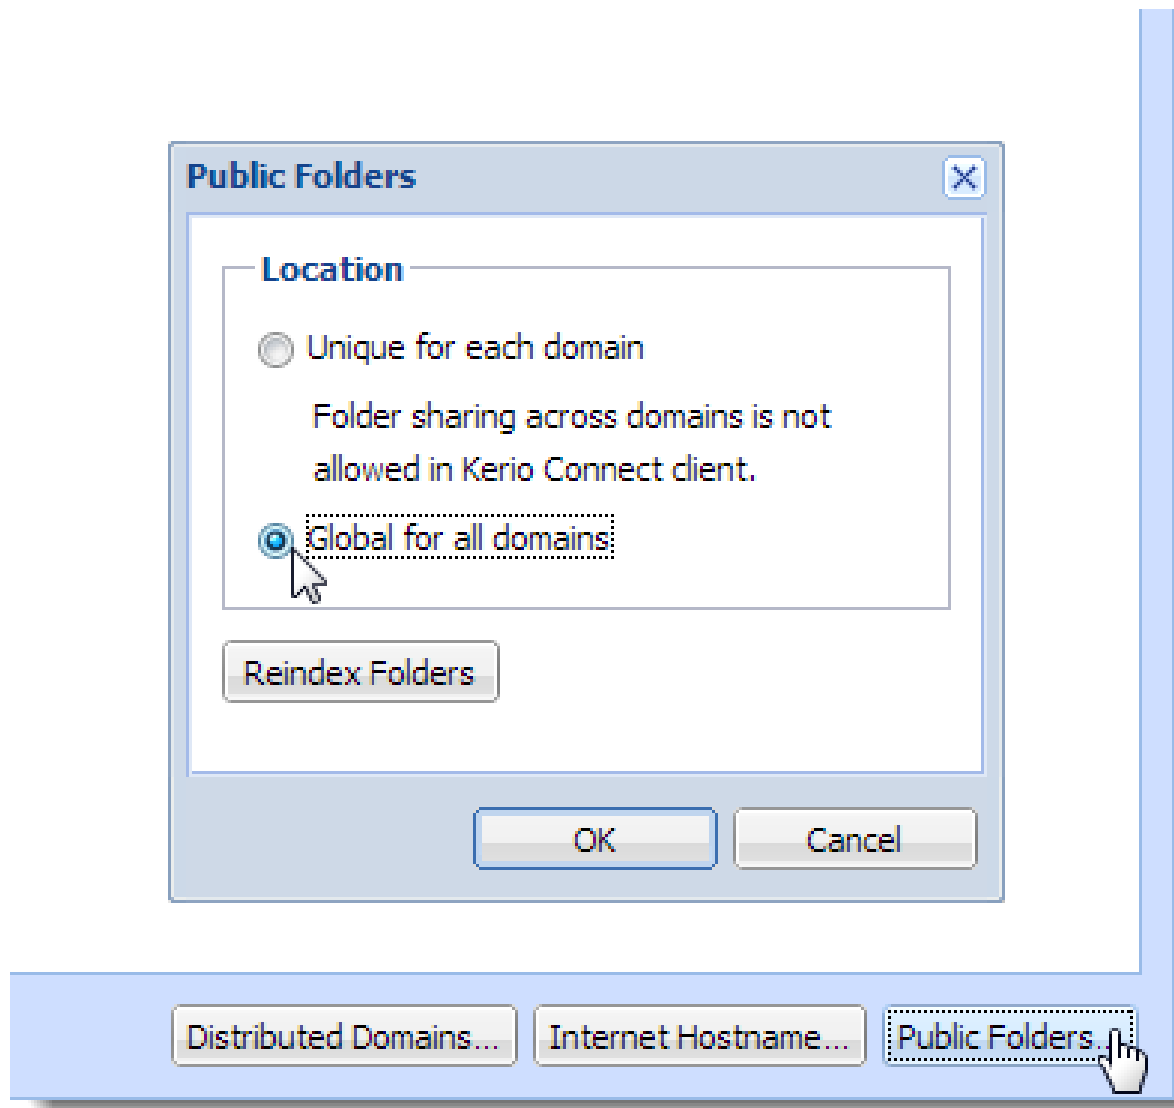 Public Folders
Location
Unique for each domain
Folder sharing across domains is not
allowed in Kerio Connect client.
Global for all domains
Reindex Folders
OK
Cancel
Distributed Domains...
Internet Hostname...
Public Folders...